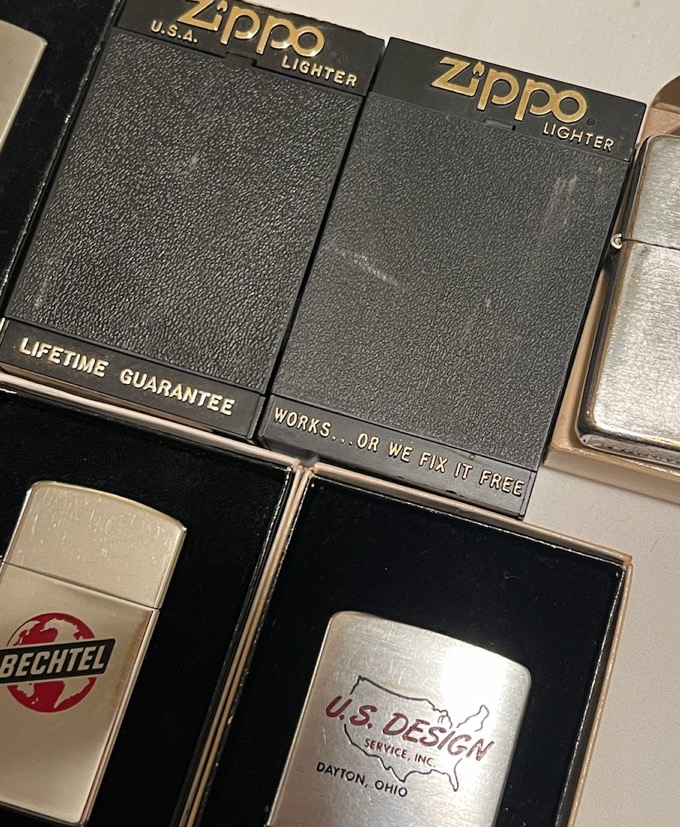 Zippo
U.S.A.
LIGHTER
LIFETIME GUARANTEE
Zippo
LIGHTER
WORKS...OR WE FIX IT FREE
BECHTEL
U.S. DESIGN
SERVICE, INC.
DAYTON, OHIO